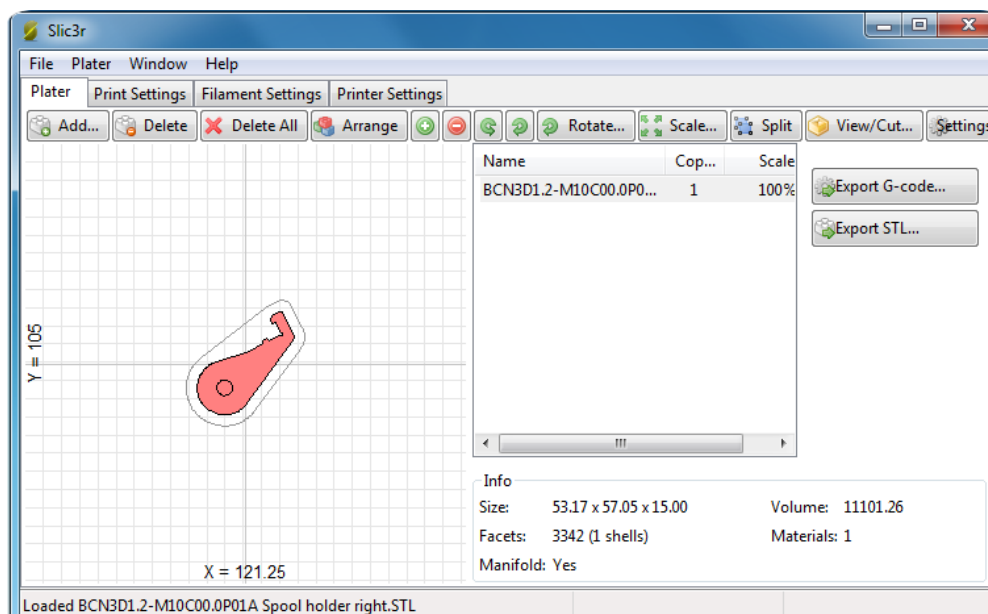 Slic3r
File Plater Window Help
Plater Print Settings Filament Settings Printer Settings
Add... Delete Delete All Arrange Rotate... Scale... Split View/Cut... Settings
Name Cop... Scale
BCN3D1.2-M10C00.0P0... 1 100%
Export G-code...
Export STL...
Y = 105
X = 121.25
Info
Size: 53.17 x 57.05 x 15.00 Volume: 11101.26
Facets: 3342 (1 shells) Materials: 1
Manifold: Yes
Loaded BCN3D1.2-M10C00.0P01A Spool holder right.STL